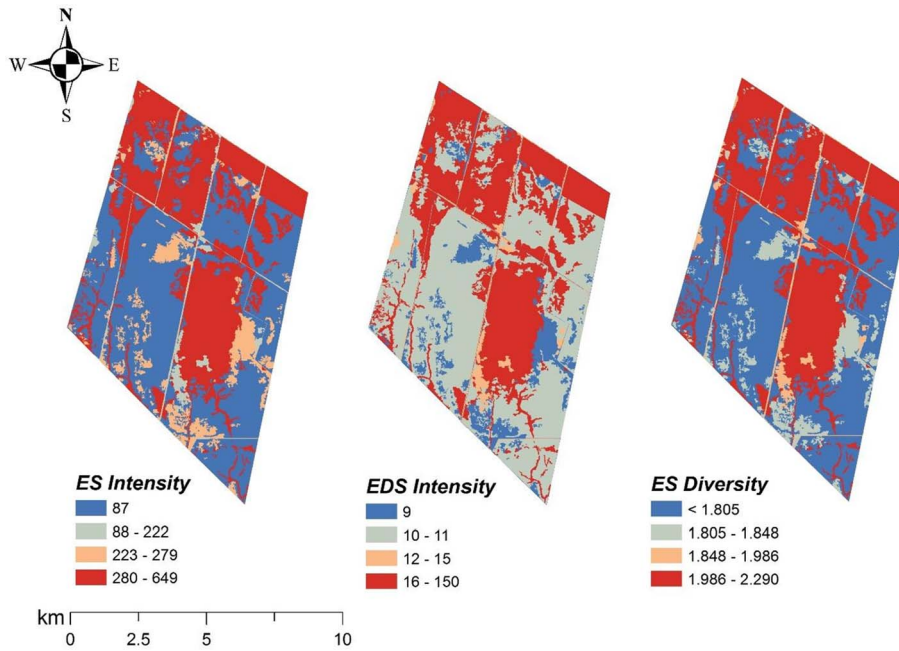 N
W E
S
ES Intensity
87
88 - 222
223 - 279
280 - 649
EDS Intensity
9
10 - 11
12 - 15
16 - 150
ES Diversity
< 1.805
1.805 - 1.848
1.848 - 1.986
1.986 - 2.290
km
0 2.5 5 10